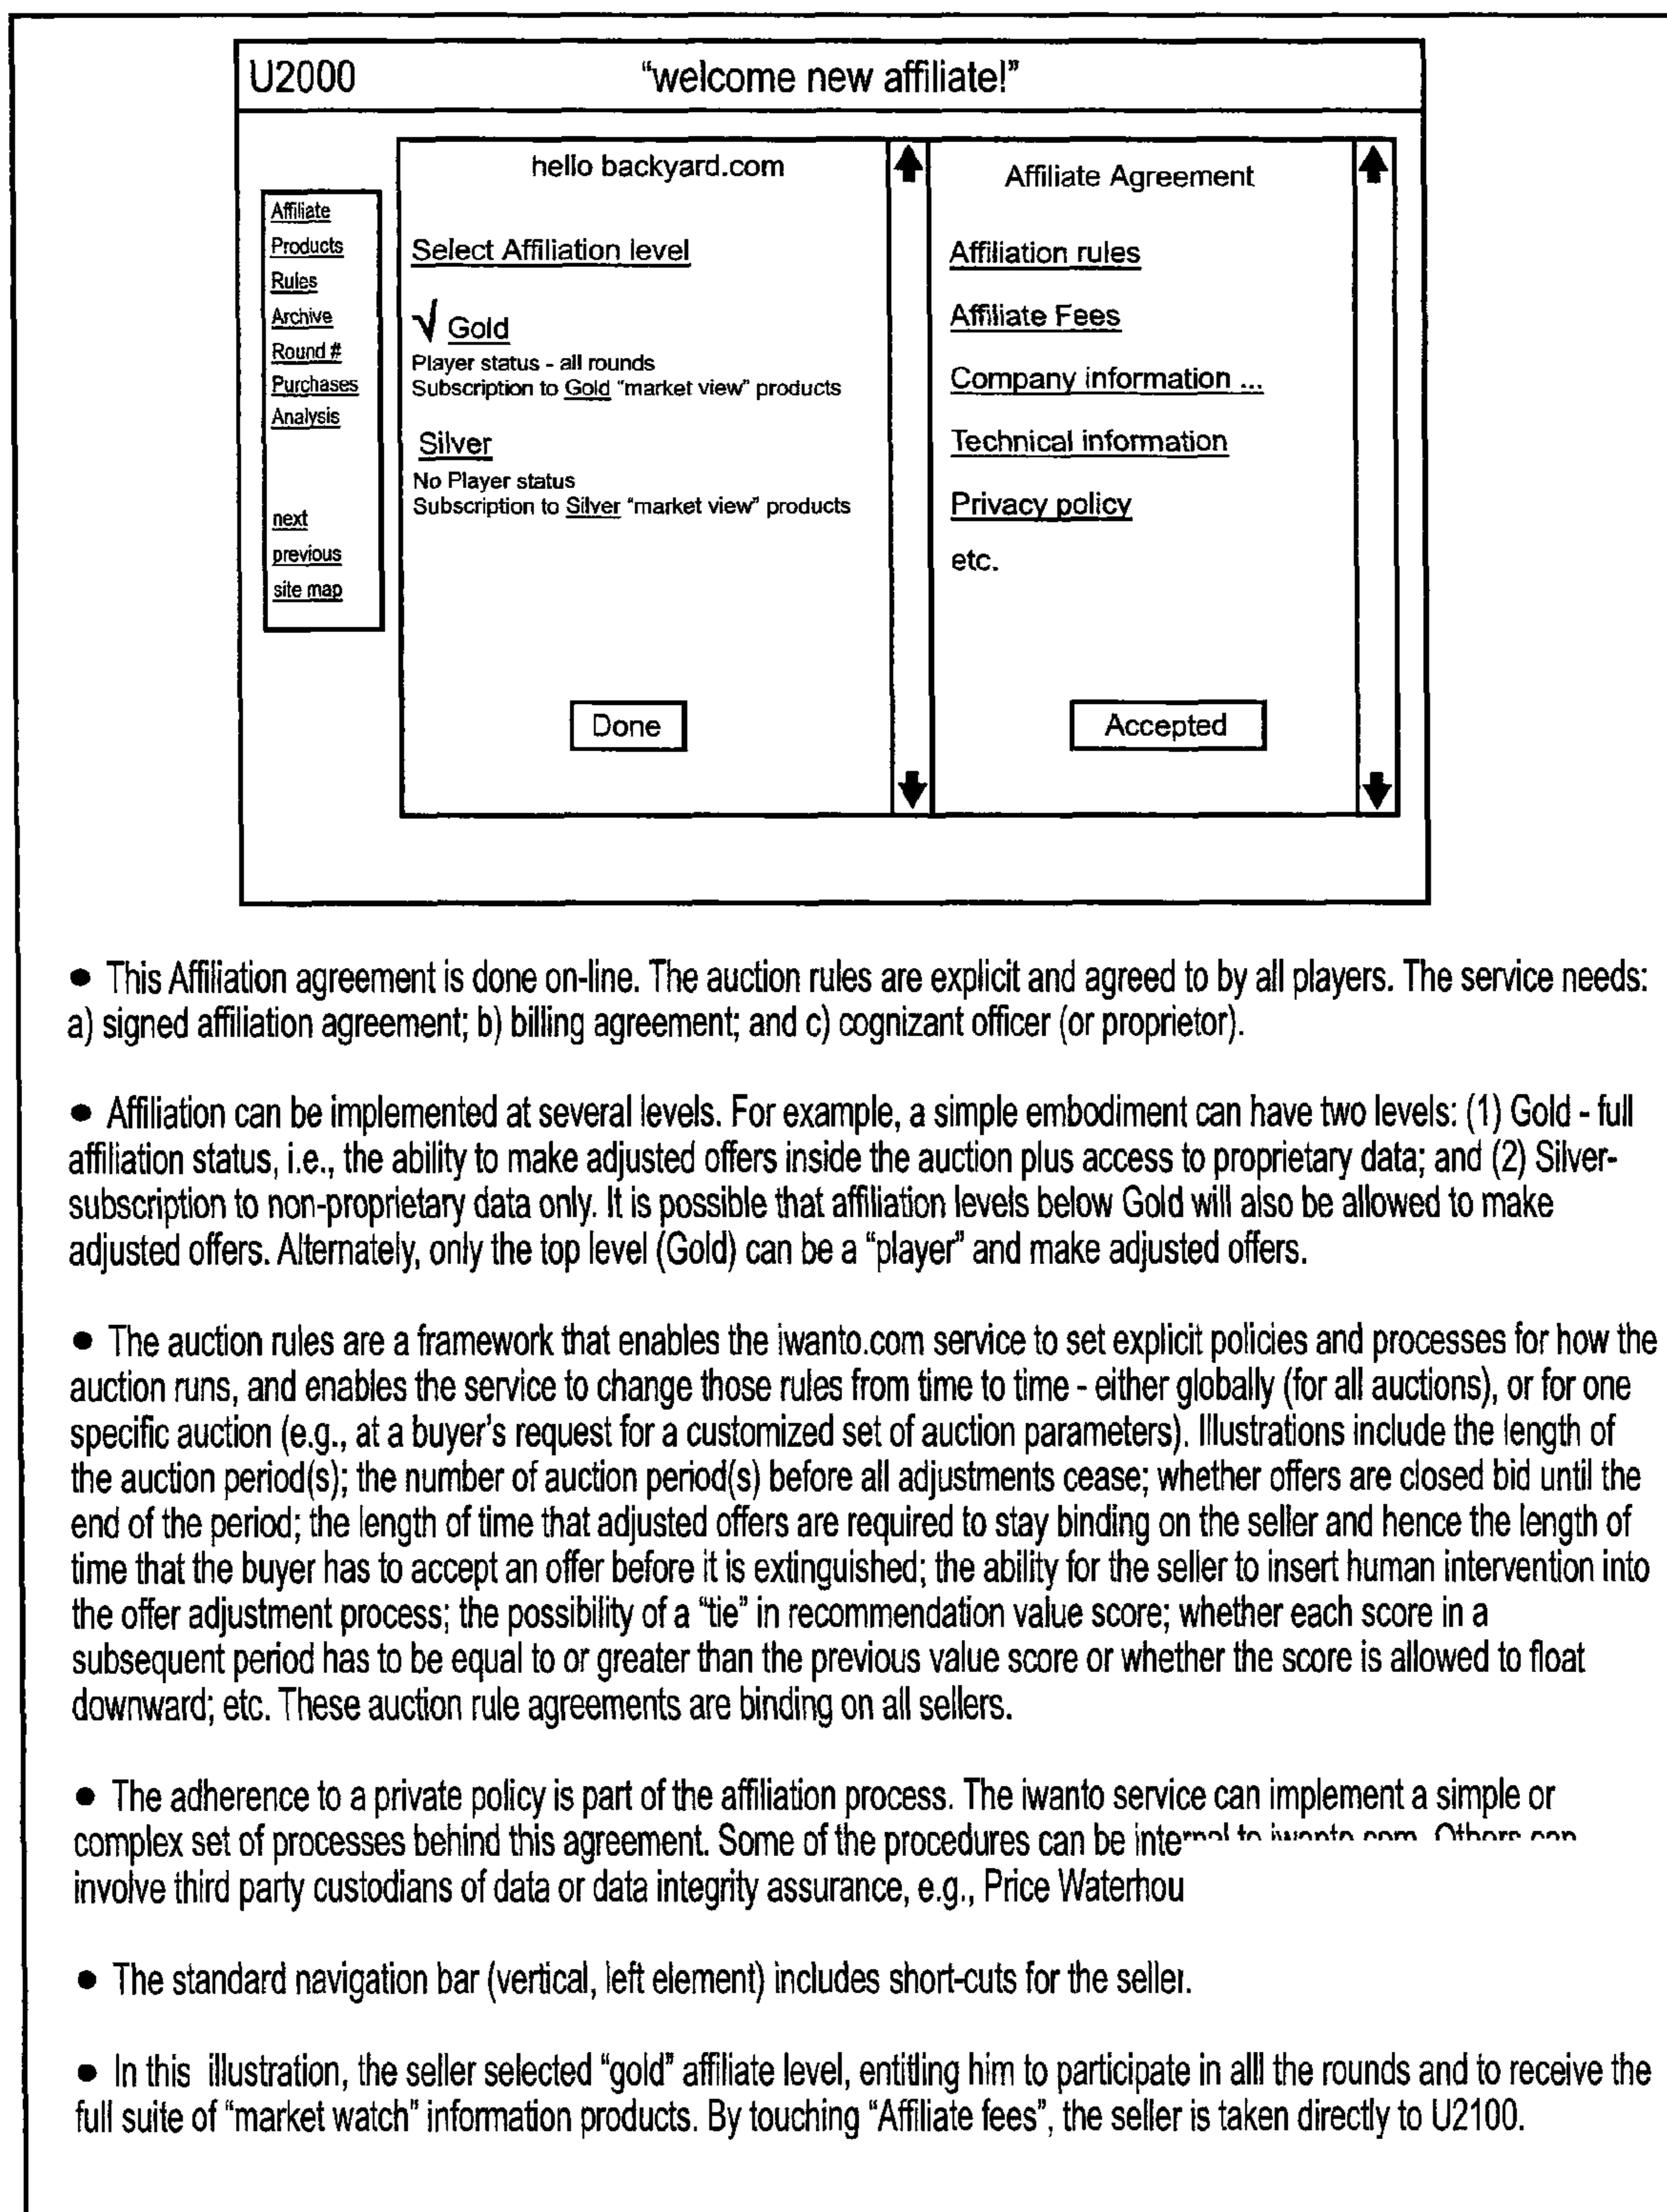 U2000 “welcome new affiliate!”
Affiliate
Products
Rules
Archive
Round #
Purchases
Analysis
next
previous
site map
hello backyard.com
Select Affiliation level
√ Gold
Player status - all rounds
Subscription to Gold “market view” products
Silver
No Player status
Subscription to Silver “market view” products
Done
Affiliate Agreement
Affiliation rules
Affiliate Fees
Company information ...
Technical information
Privacy policy
etc.
Accepted
● This Affiliation agreement is done on-line. The auction rules are explicit and agreed to by all players. The service needs:
a) signed affiliation agreement; b) billing agreement; and c) cognizant officer (or proprietor).
● Affiliation can be implemented at several levels. For example, a simple embodiment can have two levels: (1) Gold - full
affiliation status, i.e., the ability to make adjusted offers inside the auction plus access to proprietary data; and (2) Silver-
subscription to non-proprietary data only. It is possible that affiliation levels below Gold will also be allowed to make
adjusted offers. Alternately, only the top level (Gold) can be a “player” and make adjusted offers.
● The auction rules are a framework that enables the iwanto.com service to set explicit policies and processes for how the
auction runs, and enables the service to change those rules from time to time - either globally (for all auctions), or for one
specific auction (e.g., at a buyer’s request for a customized set of auction parameters). Illustrations include the length of
the auction period(s); the number of auction period(s) before all adjustments cease; whether offers are closed bid until the
end of the period; the length of time that adjusted offers are required to stay binding on the seller and hence the length of
time that the buyer has to accept an offer before it is extinguished; the ability for the seller to insert human intervention into
the offer adjustment process; the possibility of a “tie” in recommendation value score; whether each score in a
subsequent period has to be equal to or greater than the previous value score or whether the score is allowed to float
downward; etc. These auction rule agreements are binding on all sellers.
● The adherence to a private policy is part of the affiliation process. The iwanto service can implement a simple or
complex set of processes behind this agreement. Some of the procedures can be internal to iwanto.com. Others can
involve third party custodians of data or data integrity assurance, e.g., Price Waterhou
● The standard navigation bar (vertical, left element) includes short-cuts for the seller.
● In this illustration, the seller selected “gold” affiliate level, entitling him to participate in alll the rounds and to receive the
full suite of “market watch” information products. By touching “Affiliate fees”, the seller is taken directly to U2100.